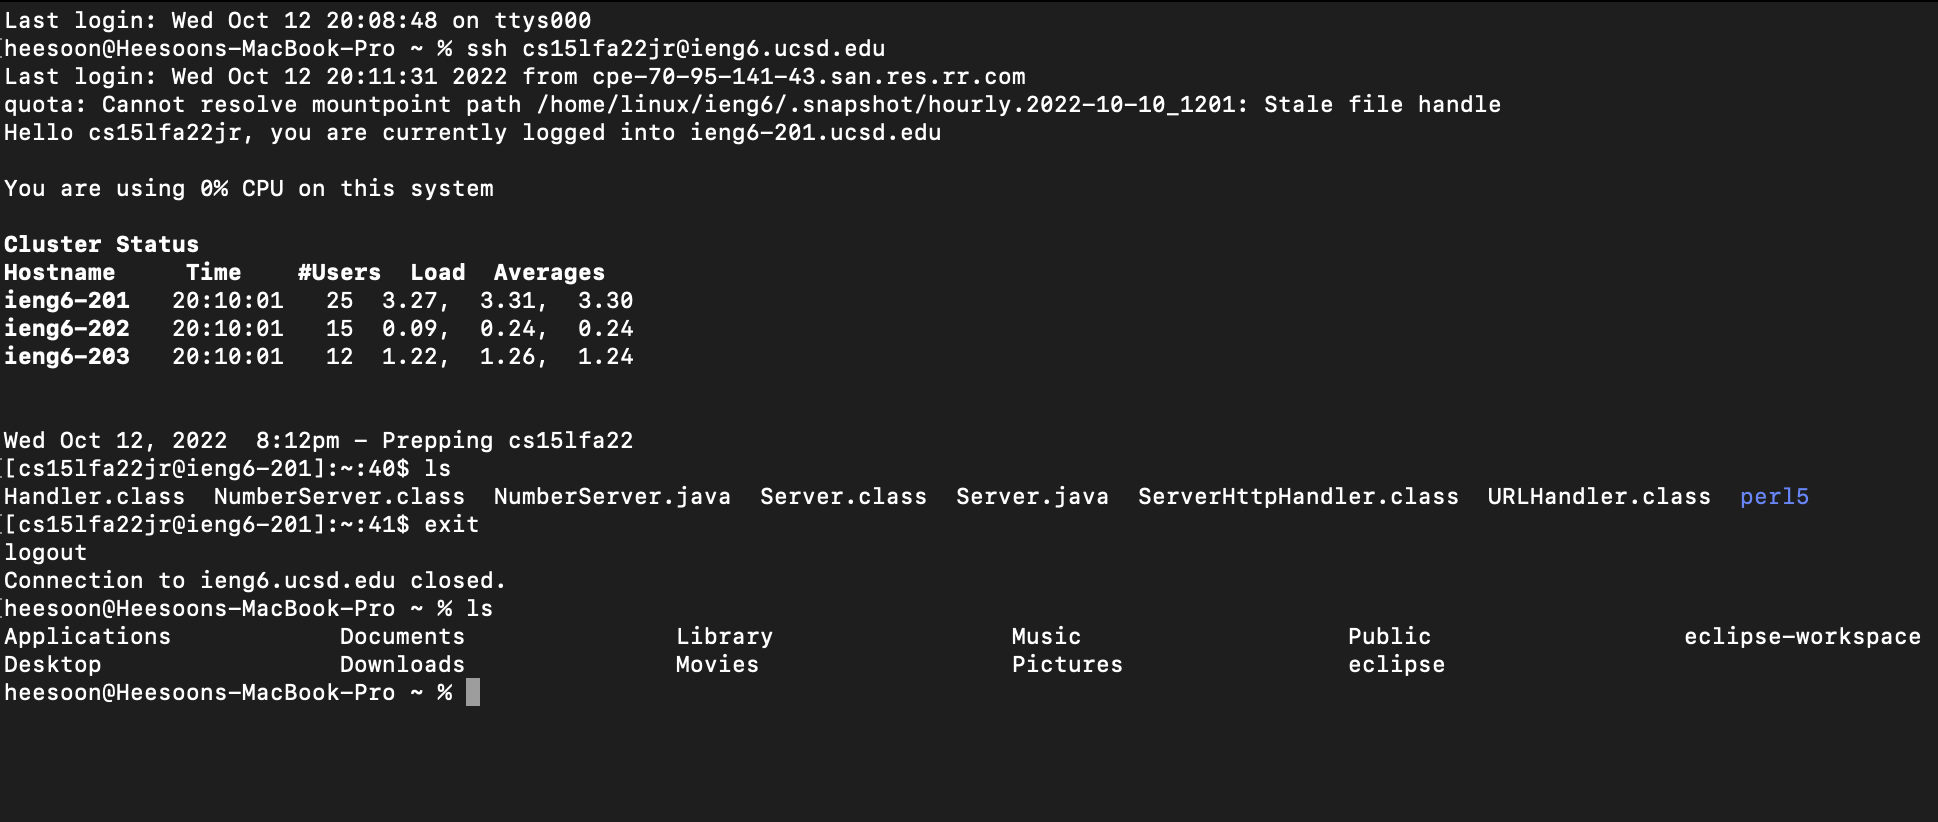 Last login: Wed Oct 12 20:08:48 on ttys000
[heesoon@Heesoons-MacBook-Pro ~ % ssh cs15lfa22jr@ieng6.ucsd.edu
Last login: Wed Oct 12 20:11:31 2022 from cpe-70-95-141-43.san.res.rr.com
quota: Cannot resolve mountpoint path /home/linux/ieng6/.snapshot/hourly.2022-10-10_1201: Stale file handle
Hello cs15lfa22jr, you are currently logged into ieng6-201.ucsd.edu
You are using 0% CPU on this system
Cluster Status
Hostname     Time    #Users  Load  Averages
ieng6-201   20:10:01   25  3.27,  3.31,  3.30
ieng6-202   20:10:01   15  0.09,  0.24,  0.24
ieng6-203   20:10:01   12  1.22,  1.26,  1.24
Wed Oct 12, 2022  8:12pm - Prepping cs15lfa22
[[cs15lfa22jr@ieng6-201]:~:40$ ls
Handler.class  NumberServer.class  NumberServer.java  Server.class  Server.java  ServerHttpHandler.class  URLHandler.class  perl5
[[cs15lfa22jr@ieng6-201]:~:41$ exit
logout
Connection to ieng6.ucsd.edu closed.
[heesoon@Heesoons-MacBook-Pro ~ % ls
Applications            Documents               Library                 Music                   Public                  eclipse-workspace
Desktop                 Downloads               Movies                  Pictures                eclipse
heesoon@Heesoons-MacBook-Pro ~ %